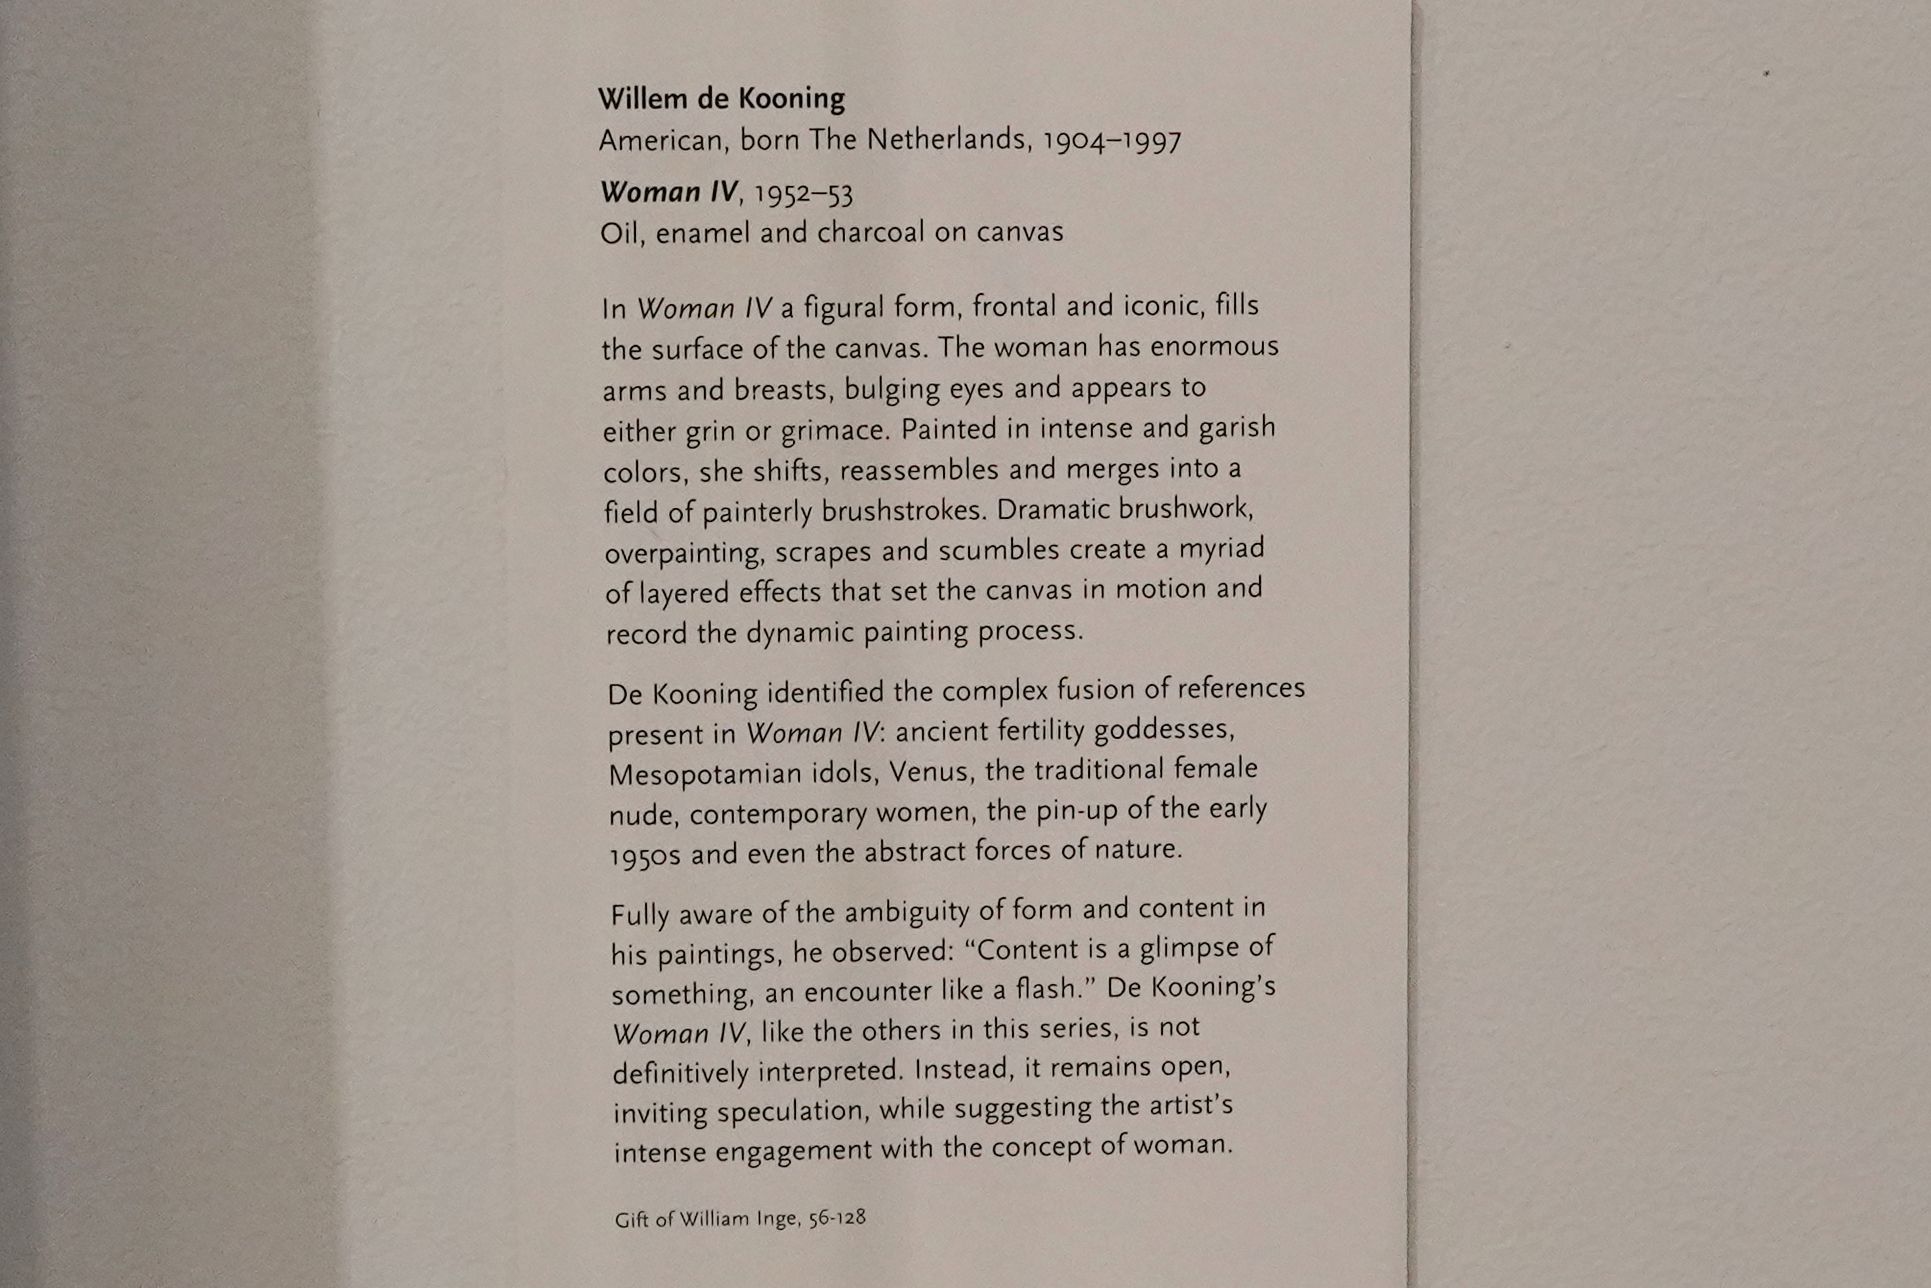 Willem de Kooning
American, born The Netherlands, 1904–1997
Woman IV, 1952–53
Oil, enamel and charcoal on canvas
In Woman IV a figural form, frontal and iconic, fills
the surface of the canvas. The woman has enormous
arms and breasts, bulging eyes and appears to
either grin or grimace. Painted in intense and garish
colors, she shifts, reassembles and merges into a
field of painterly brushstrokes. Dramatic brushwork,
overpainting, scrapes and scumbles create a myriad
of layered effects that set the canvas in motion and
record the dynamic painting process.
De Kooning identified the complex fusion of references
present in Woman IV: ancient fertility goddesses,
Mesopotamian idols, Venus, the traditional female
nude, contemporary women, the pin-up of the early
1950s and even the abstract forces of nature.
Fully aware of the ambiguity of form and content in
his paintings, he observed: “Content is a glimpse of
something, an encounter like a flash.” De Kooning’s
Woman IV, like the others in this series, is not
definitively interpreted. Instead, it remains open,
inviting speculation, while suggesting the artist’s
intense engagement with the concept of woman.
Gift of William Inge, 56-128